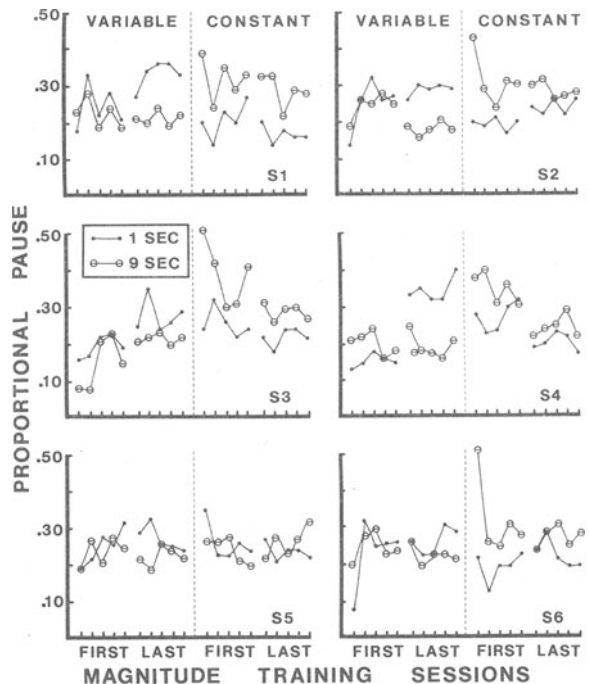 VARIABLE CONSTANT VARIABLE CONSTANT
.50
.30
.10
S1 S2
PROPORTIONAL PAUSE
1 SEC
9 SEC
.50
.30
.10
S3 S4
.50
.30
.10
S5 S6
FIRST LAST FIRST LAST FIRST LAST FIRST LAST
MAGNITUDE TRAINING SESSIONS